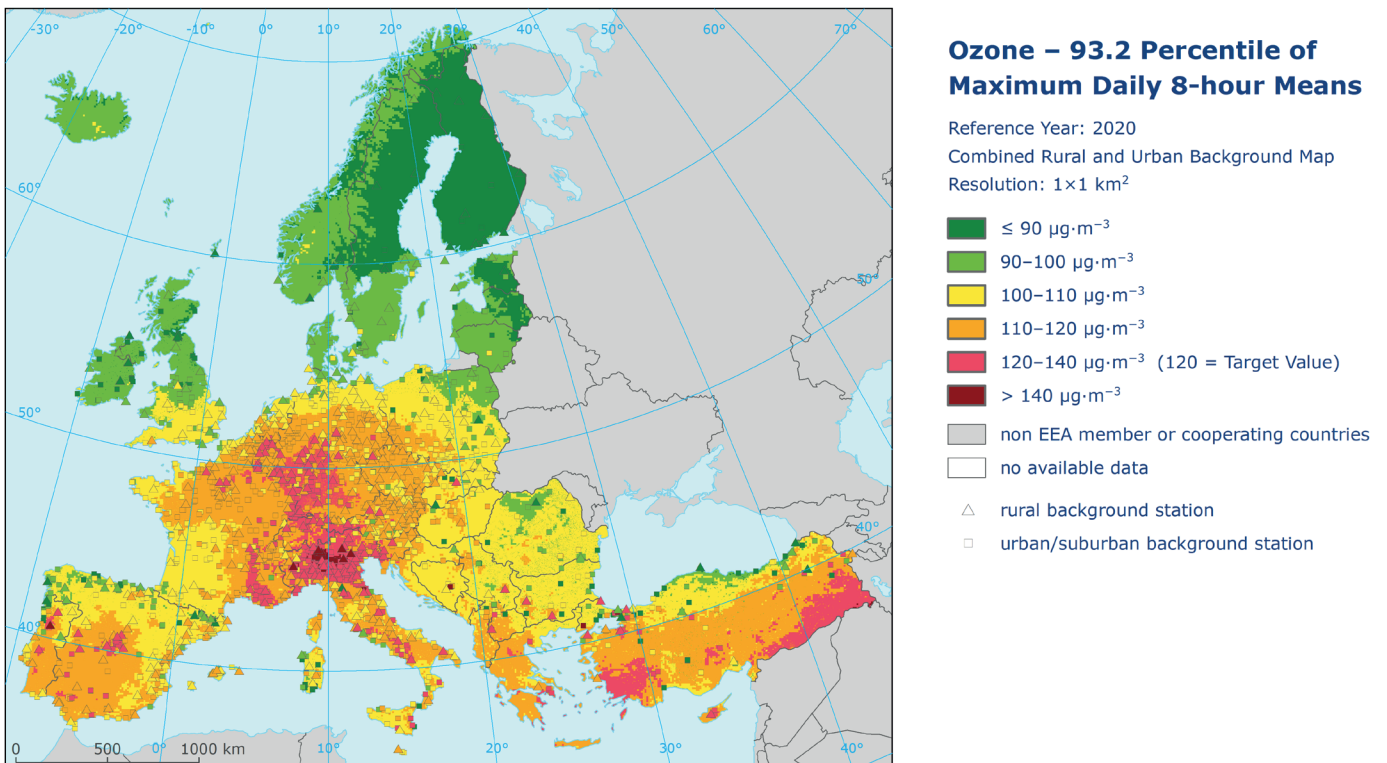 -30° -20° -10° 0° 10° 20° 30° 40° 50° 60° 70°
60°
50°
50°
40°
40°
0 500 1000 km
0° 10° 20° 30° 40°
Ozone – 93.2 Percentile of
Maximum Daily 8-hour Means
Reference Year: 2020
Combined Rural and Urban Background Map
Resolution: 1×1 km²
≤ 90 µg·m⁻³
90–100 µg·m⁻³
100–110 µg·m⁻³
110–120 µg·m⁻³
120–140 µg·m⁻³ (120 = Target Value)
> 140 µg·m⁻³
non EEA member or cooperating countries
no available data
rural background station
urban/suburban background station